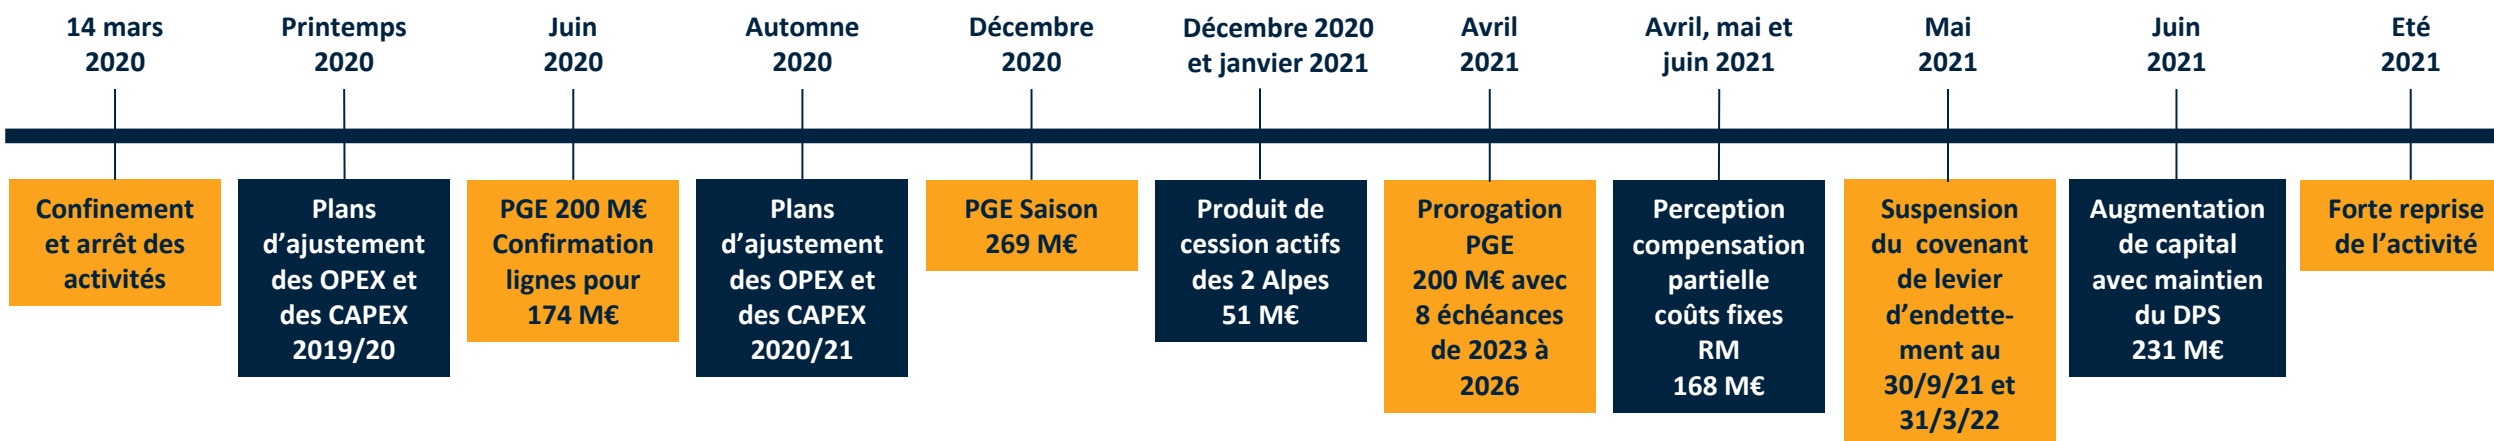 14 mars
2020
Printemps
2020
Juin
2020
Automne
2020
Décembre
2020
Décembre 2020
et janvier 2021
Avril
2021
Avril, mai et
juin 2021
Mai
2021
Juin
2021
Eté
2021
Confinement
et arrêt des
activités
Plans
d’ajustement
des OPEX et
des CAPEX
2019/20
PGE 200 M€
Confirmation
lignes pour
174 M€
Plans
d’ajustement
des OPEX et
des CAPEX
2020/21
PGE Saison
269 M€
Produit de
cession actifs
des 2 Alpes
51 M€
Prorogation
PGE
200 M€ avec
8 échéances
de 2023 à
2026
Perception
compensation
partielle
coûts fixes
RM
168 M€
Suspension
du covenant
de levier
d’endette-
ment au
30/9/21 et
31/3/22
Augmentation
de capital
avec maintien
du DPS
231 M€
Forte reprise
de l’activité